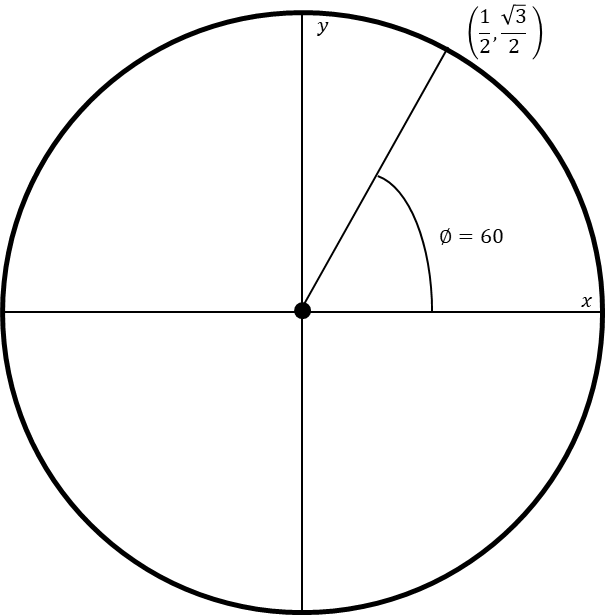 y
(1/2, √3/2)
∅ = 60
x